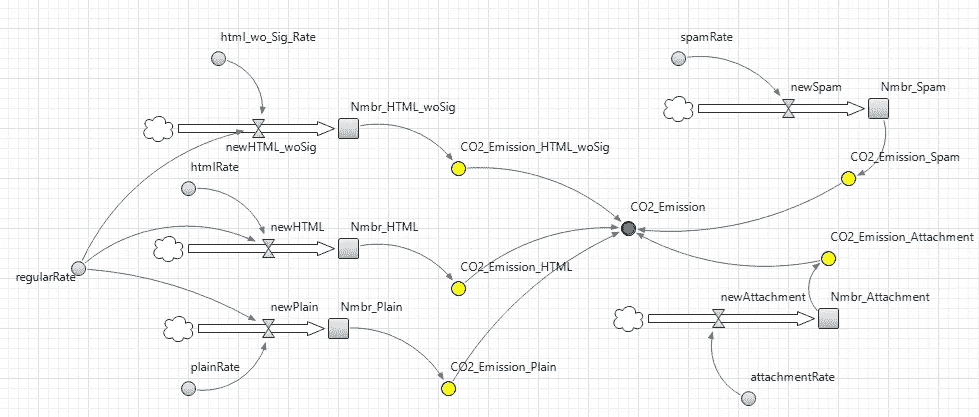 html_wo_Sig_Rate
spamRate
newSpam
Nmbr_Spam
Nmbr_HTML_woSig
newHTML_woSig
CO2_Emission_HTML_woSig
CO2_Emission_Spam
htmlRate
CO2_Emission
newHTML
Nmbr_HTML
CO2_Emission_Attachment
regularRate
CO2_Emission_HTML
newPlain
Nmbr_Plain
newAttachment
Nmbr_Attachment
plainRate
CO2_Emission_Plain
attachmentRate